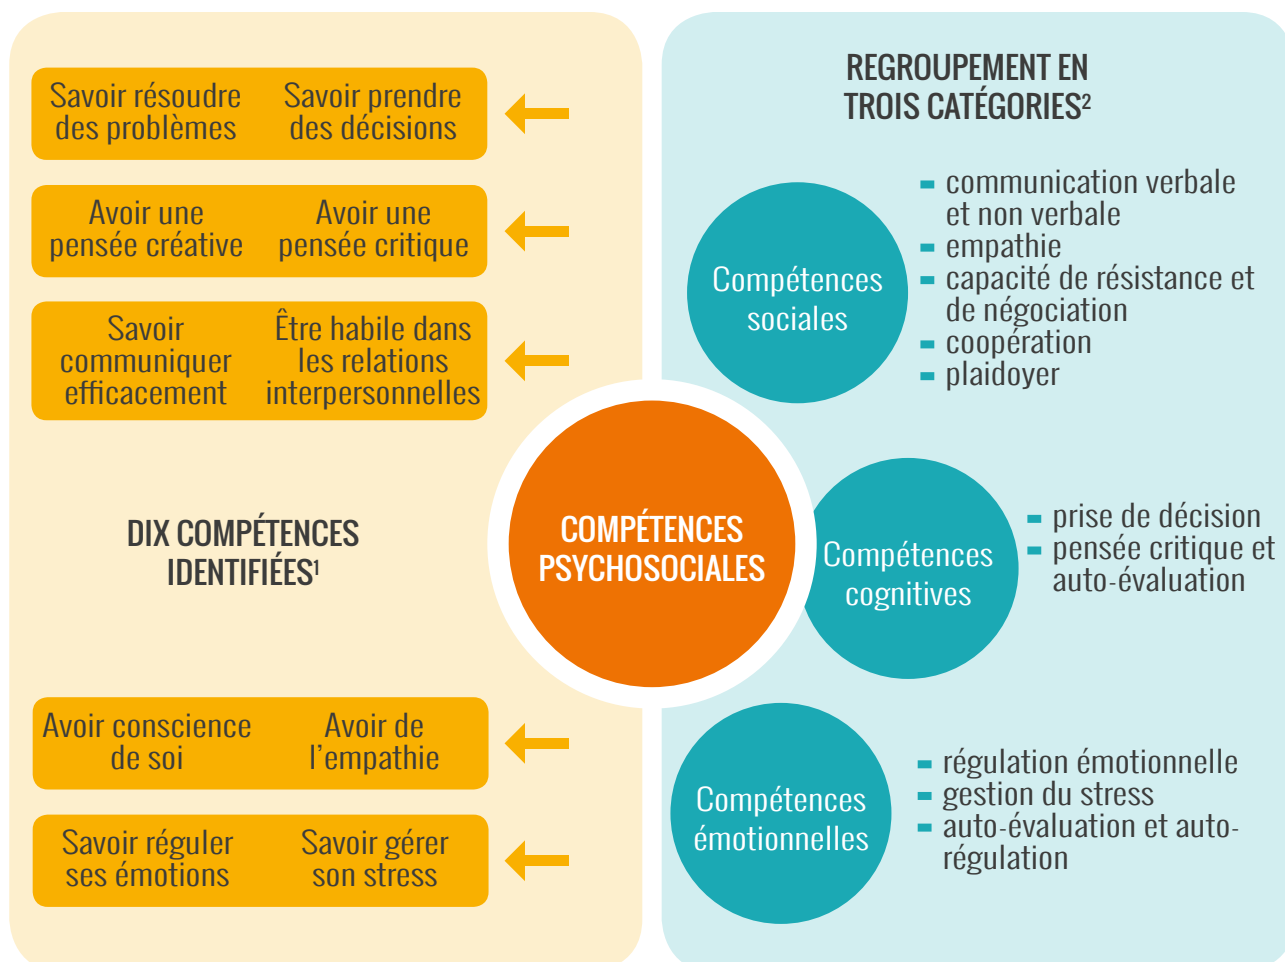 Savoir résoudre
des problèmes
Savoir prendre
des décisions
Avoir une
pensée créative
Avoir une
pensée critique
Savoir
communiquer
efficacement
Être habile dans
les relations
interpersonnelles
DIX COMPÉTENCES
IDENTIFIÉES¹
Avoir conscience
de soi
Avoir de
l’empathie
Savoir réguler
ses émotions
Savoir gérer
son stress
COMPÉTENCES
PSYCHOSOCIALES
REGROUPEMENT EN
TROIS CATÉGORIES²
Compétences
sociales
- communication verbale
et non verbale
- empathie
- capacité de résistance et
de négociation
- coopération
- plaidoyer
Compétences
cognitives
- prise de décision
- pensée critique et
auto-évaluation
Compétences
émotionnelles
- régulation émotionnelle
- gestion du stress
- auto-évaluation et auto-
régulation